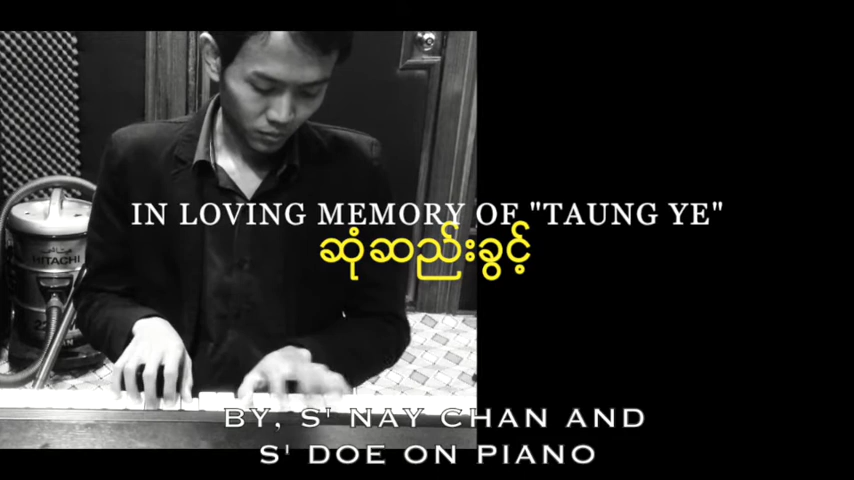 IN LOVING MEMORY OF "TAUNG YE"
ဆုံဆည်းခွင့်
HITACHI
BY, S' NAY CHAN AND
S' DOE ON PIANO